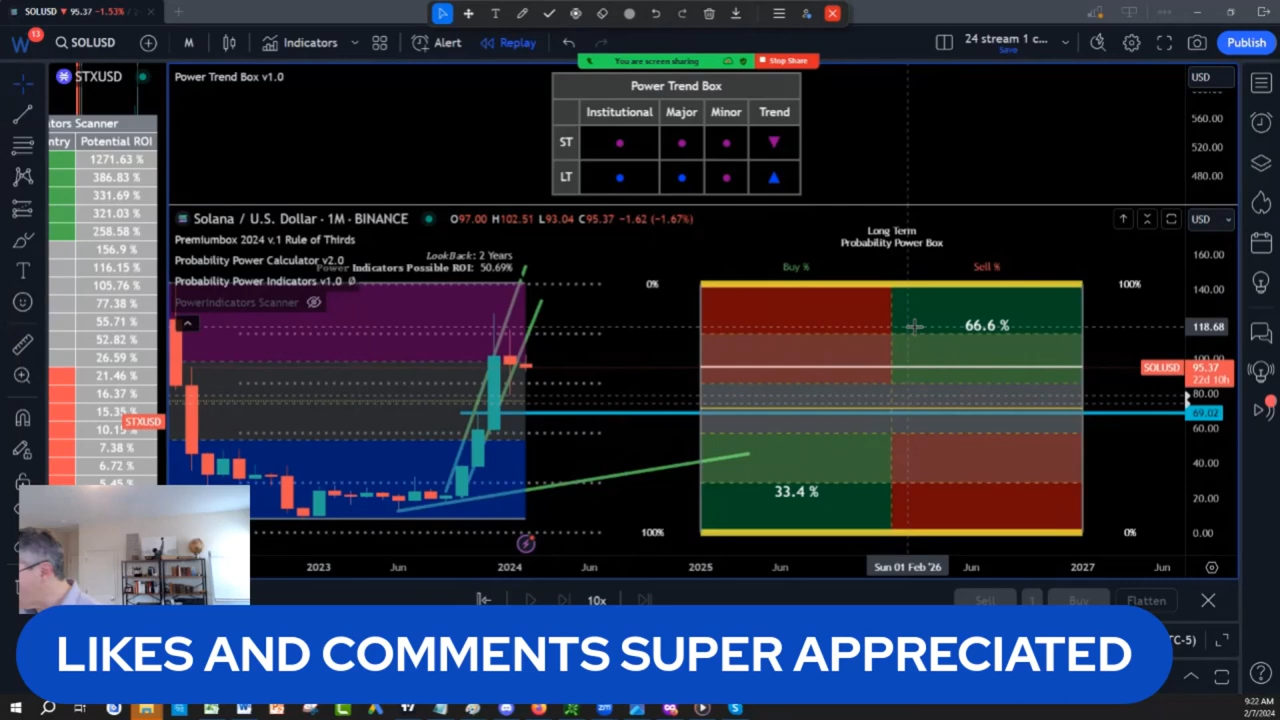 SOLUSD ▼ 95.37 −1.53%
13
SOLUSD
M
Indicators
Alert
Replay
24 stream 1 c...
Save
Publish
You are screen sharing
Stop Share
STXUSD
Power Trend Box v1.0
USD
Power Trend Box
Institutional Major Minor Trend
ST
LT
560.00
520.00
480.00
ators Scanner
ntry Potential ROI
1271.63 %
386.83 %
331.69 %
321.03 %
258.58 %
156.9 %
116.15 %
105.76 %
77.38 %
55.71 %
52.82 %
26.59 %
21.46 %
16.37 %
15.35 %
STXUSD
7.38 %
6.72 %
Solana / U.S. Dollar · 1M · BINANCE
O97.00 H102.51 L93.04 C95.37 −1.62 (−1.67%)
USD
Premiumbox 2024 v.1 Rule of Thirds
Probability Power Calculator v2.0
Probability Power Indicators v1.0 Ø
PowerIndicators Scanner
LookBack: 2 Years
Power Indicators Possible ROI: 50.69%
Long Term
Probability Power Box
Buy % Sell %
0% 100%
66.6 %
33.4 %
100% 0%
160.00
140.00
118.68
100.00
SOLUSD 95.37
22d 10h
80.00
69.02
60.00
40.00
20.00
0.00
2023 Jun 2024 Jun 2025 Jun Sun 01 Feb '26 Jun 2027 Jun
10x
Sell 1 Buy Flatten
TC-5)
LIKES AND COMMENTS SUPER APPRECIATED
9:22 AM
2/7/2024